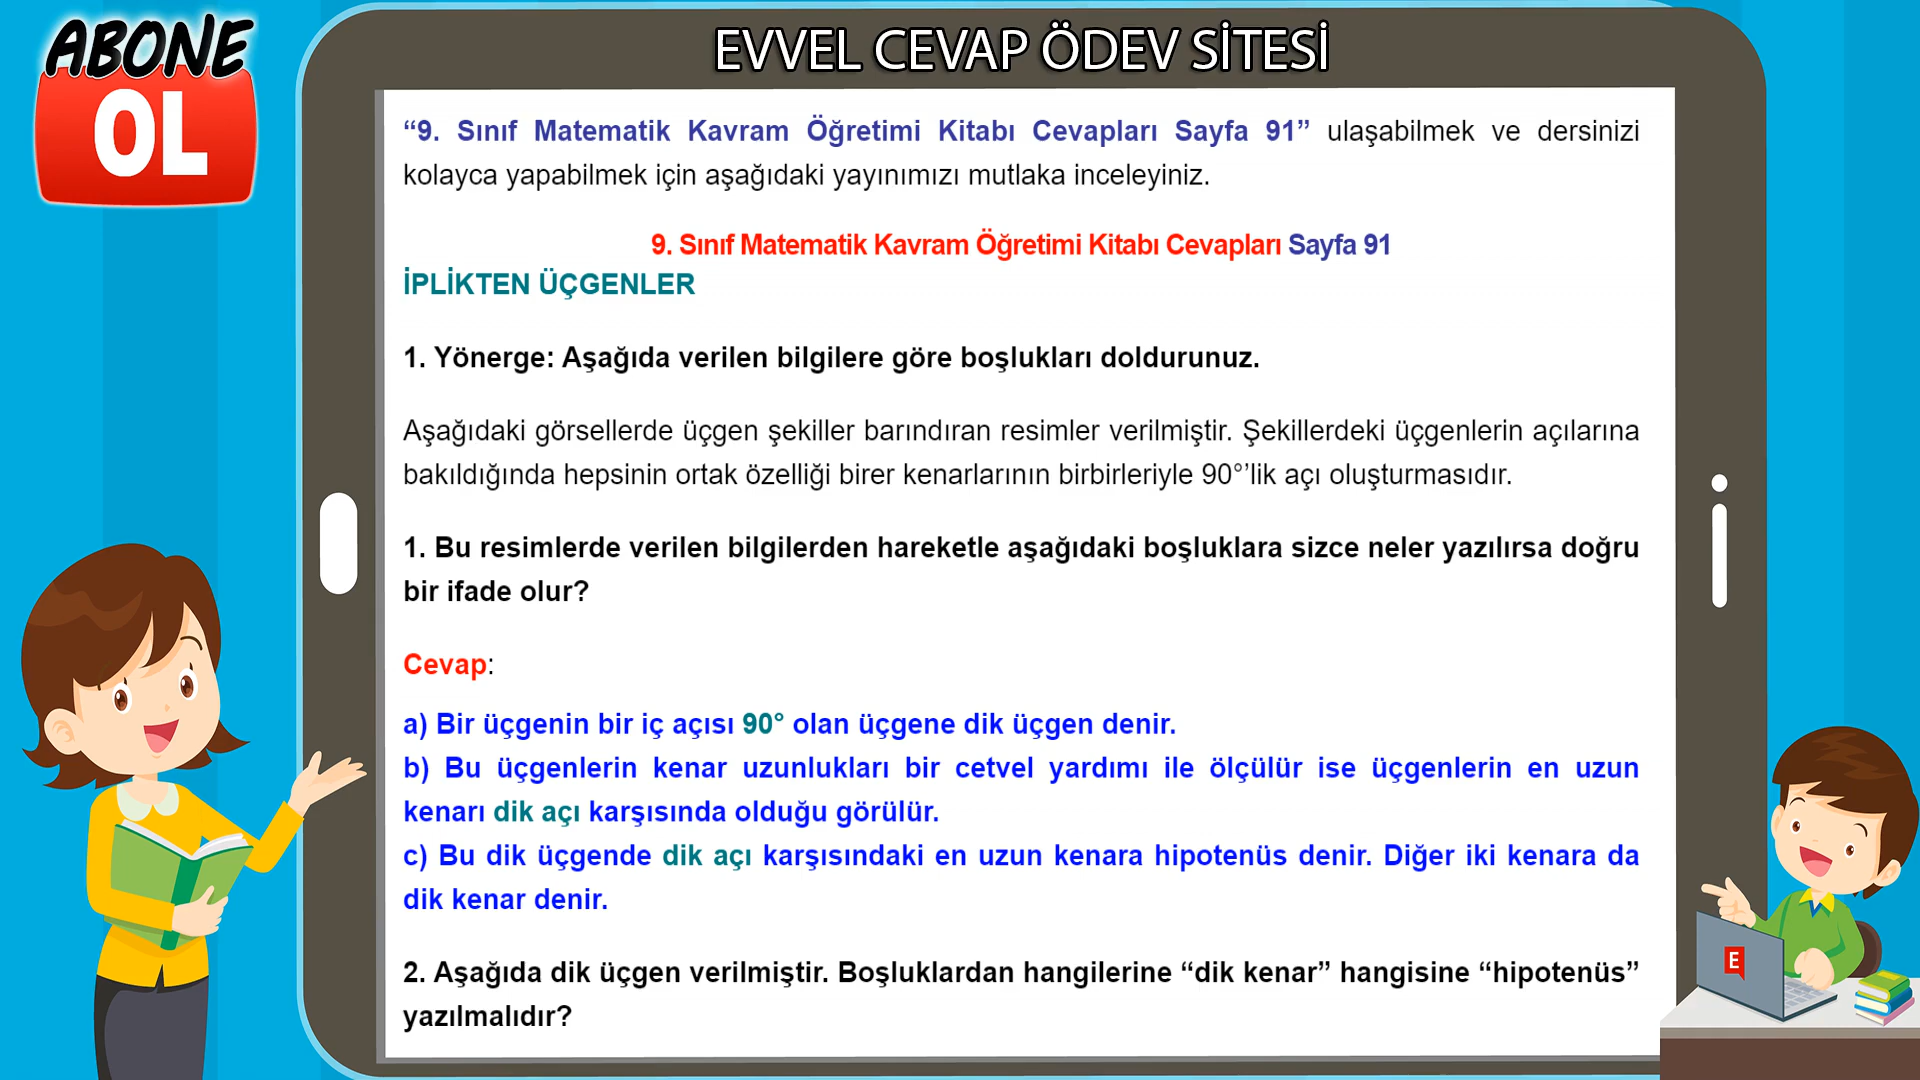 ABONE
OL
EVVEL CEVAP ÖDEV SİTESİ
“9. Sınıf Matematik Kavram Öğretimi Kitabı Cevapları Sayfa 91” ulaşabilmek ve dersinizi
kolayca yapabilmek için aşağıdaki yayınımızı mutlaka inceleyiniz.
9. Sınıf Matematik Kavram Öğretimi Kitabı Cevapları Sayfa 91
İPLİKTEN ÜÇGENLER
1. Yönerge: Aşağıda verilen bilgilere göre boşlukları doldurunuz.
Aşağıdaki görsellerde üçgen şekiller barındıran resimler verilmiştir. Şekillerdeki üçgenlerin açılarına
bakıldığında hepsinin ortak özelliği birer kenarlarının birbirleriyle 90°’lik açı oluşturmasıdır.
1. Bu resimlerde verilen bilgilerden hareketle aşağıdaki boşluklara sizce neler yazılırsa doğru
bir ifade olur?
Cevap:
a) Bir üçgenin bir iç açısı 90° olan üçgene dik üçgen denir.
b) Bu üçgenlerin kenar uzunlukları bir cetvel yardımı ile ölçülür ise üçgenlerin en uzun
kenarı dik açı karşısında olduğu görülür.
c) Bu dik üçgende dik açı karşısındaki en uzun kenara hipotenüs denir. Diğer iki kenara da
dik kenar denir.
2. Aşağıda dik üçgen verilmiştir. Boşluklardan hangilerine “dik kenar” hangisine “hipotenüs”
yazılmalıdır?
E